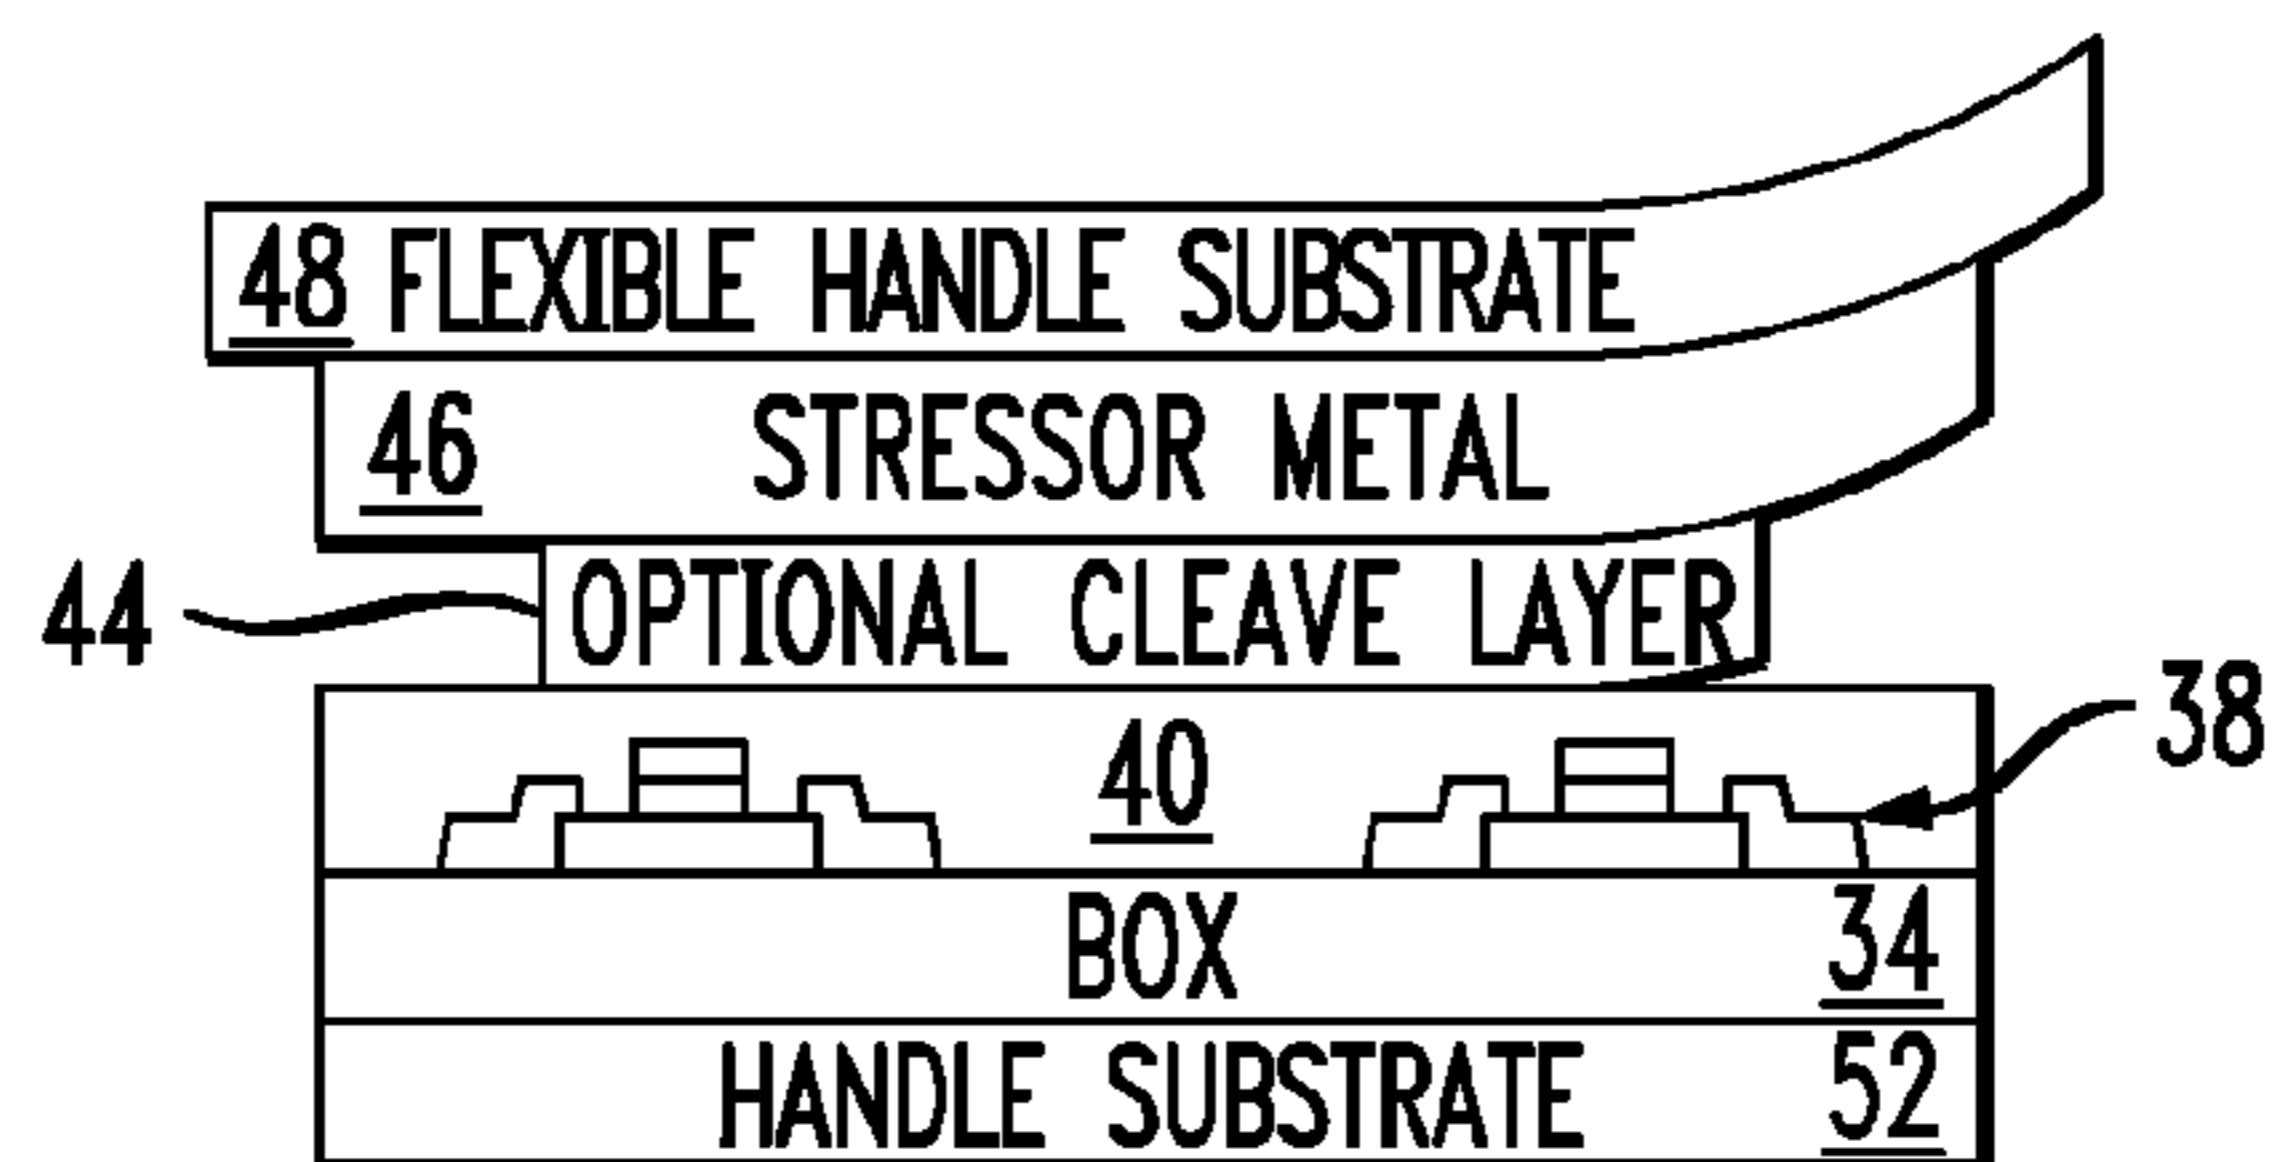 48 FLEXIBLE HANDLE SUBSTRATE
46 STRESSOR METAL
44 OPTIONAL CLEAVE LAYER
38
40
BOX 34
HANDLE SUBSTRATE 52